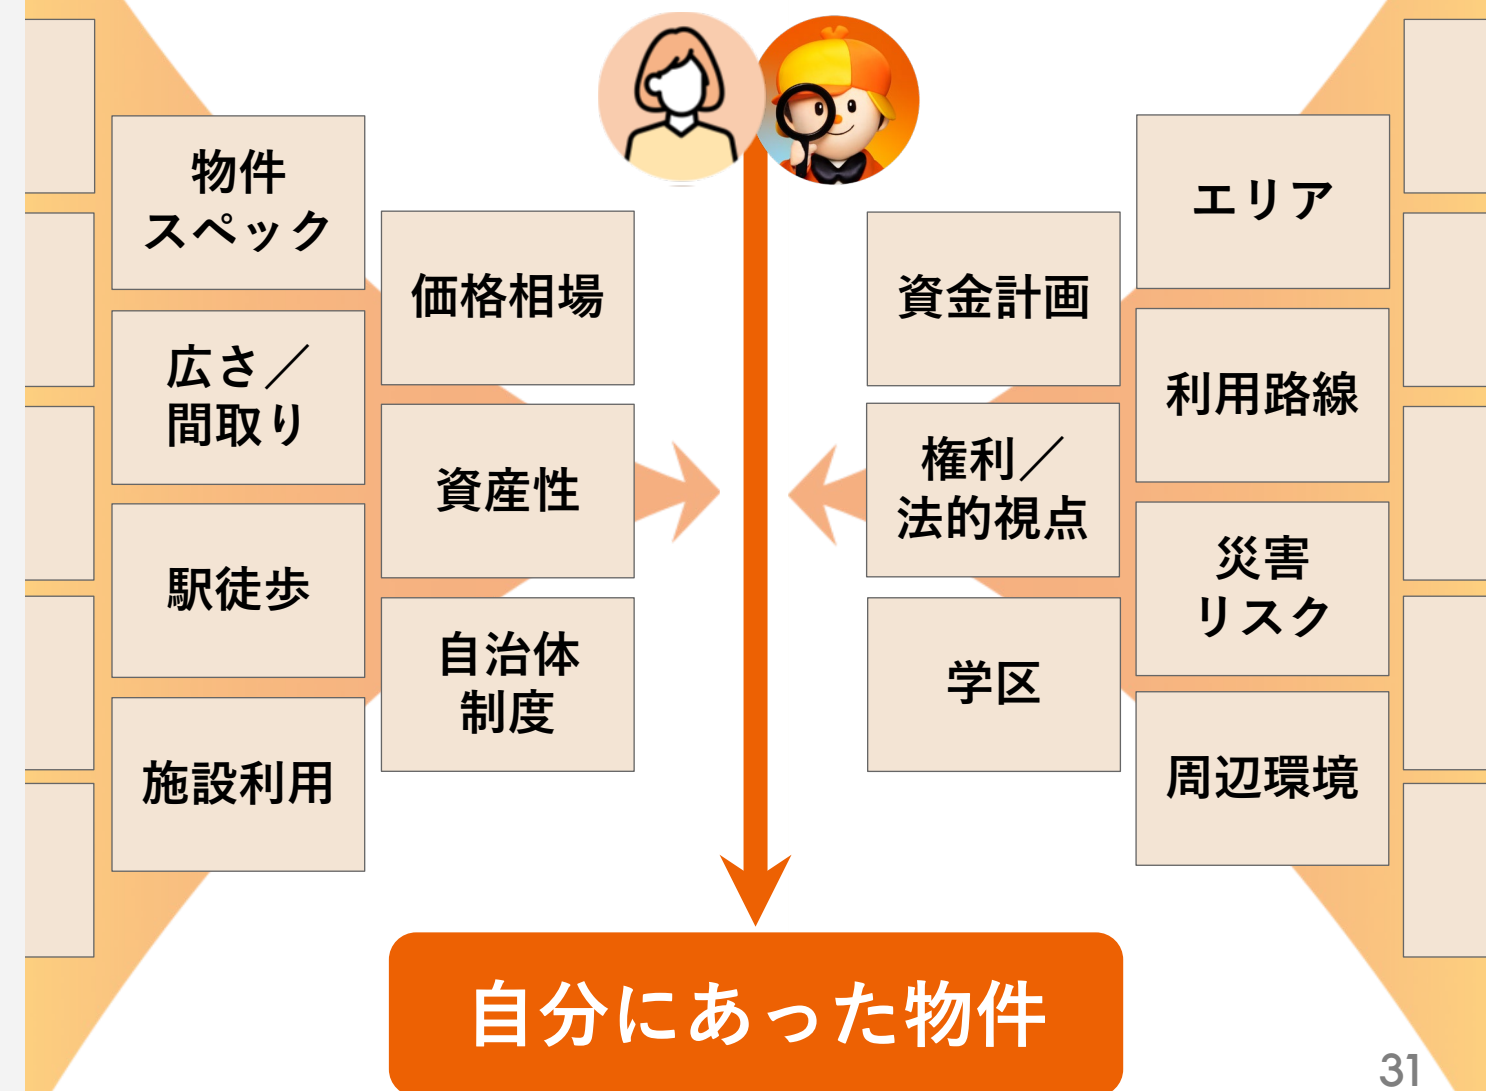 物件
スペック
広さ／
間取り
駅徒歩
施設利用
価格相場
資産性
自治体
制度
資金計画
権利／
法的視点
学区
エリア
利用路線
災害
リスク
周辺環境
自分にあった物件
31